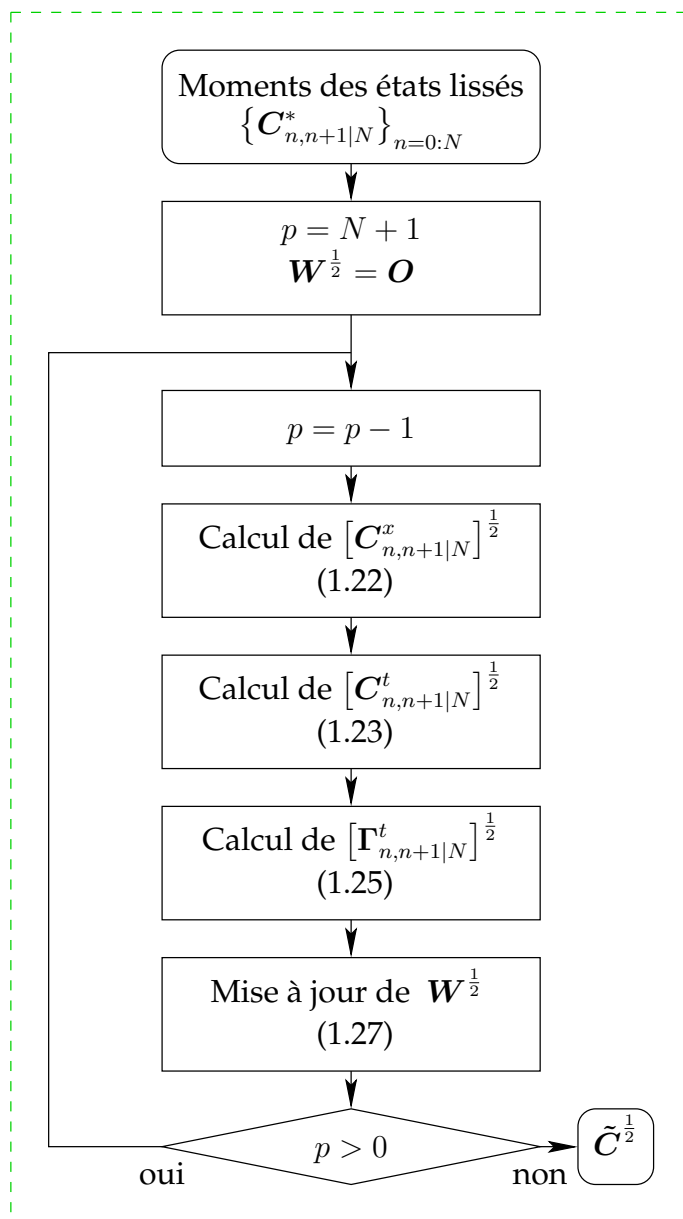 Moments des états lissés
{C*_{n,n+1|N}}_{n=0:N}
p = N + 1
W^{1/2} = O
p = p − 1
Calcul de [C^x_{n,n+1|N}]^{1/2}
(1.22)
Calcul de [C^t_{n,n+1|N}]^{1/2}
(1.23)
Calcul de [Γ^t_{n,n+1|N}]^{1/2}
(1.25)
Mise à jour de W^{1/2}
(1.27)
p > 0
C̃^{1/2}
oui
non